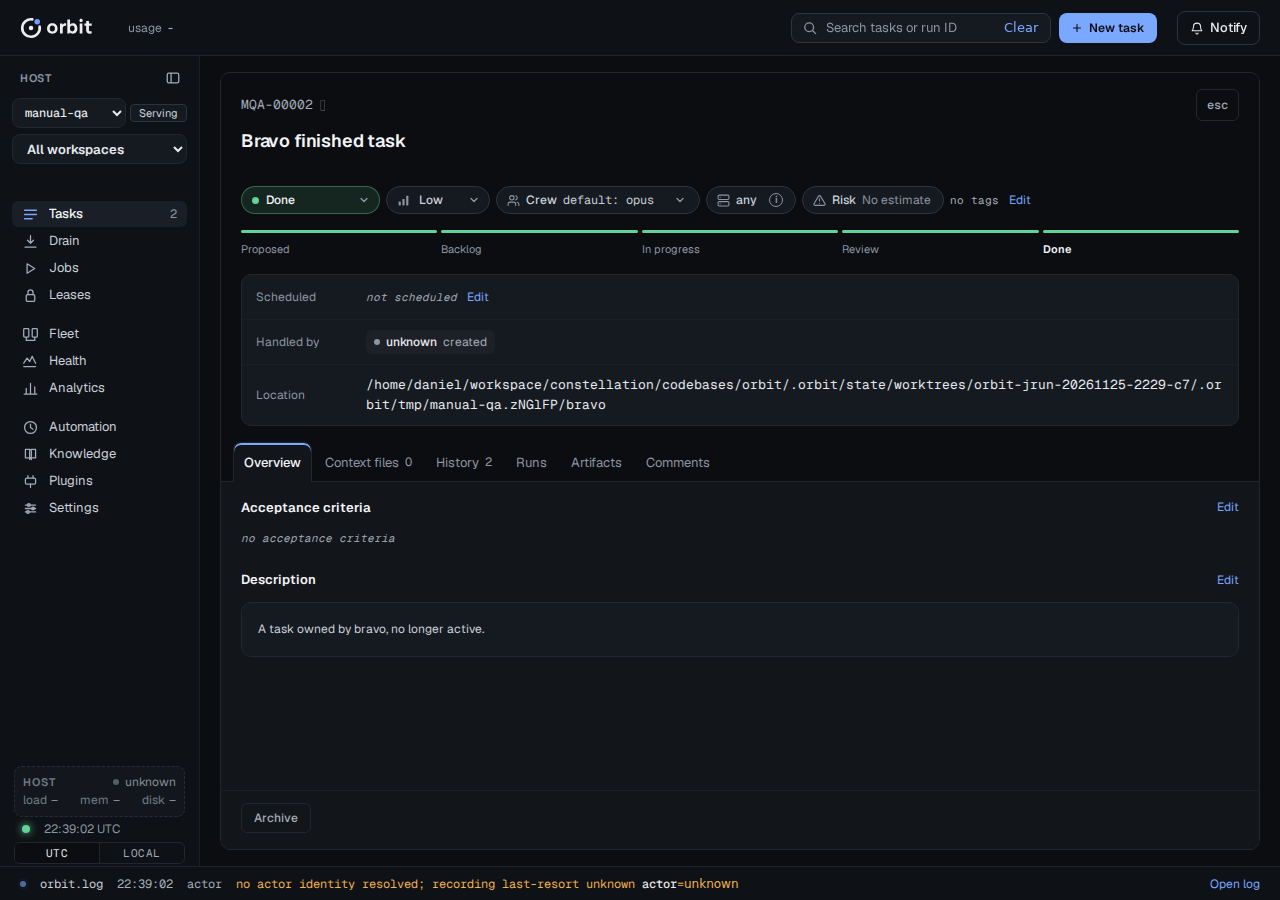 orbit
usage -
Search tasks or run ID
Clear
+ New task
Notify
HOST
manual-qa
Serving
All workspaces
Tasks 2
Drain
Jobs
Leases
Fleet
Health
Analytics
Automation
Knowledge
Plugins
Settings
HOST unknown
load – mem – disk –
22:39:02 UTC
UTC LOCAL
MQA-00002
esc
Bravo finished task
Done
Low
Crew default: opus
any
Risk No estimate
no tags Edit
Proposed Backlog In progress Review Done
Scheduled not scheduled Edit
Handled by unknown created
Location /home/daniel/workspace/constellation/codebases/orbit/.orbit/state/worktrees/orbit-jrun-20261125-2229-c7/.or
bit/tmp/manual-qa.zNGlFP/bravo
Overview Context files 0 History 2 Runs Artifacts Comments
Acceptance criteria Edit
no acceptance criteria
Description Edit
A task owned by bravo, no longer active.
Archive
orbit.log 22:39:02 actor no actor identity resolved; recording last-resort unknown actor=unknown Open log